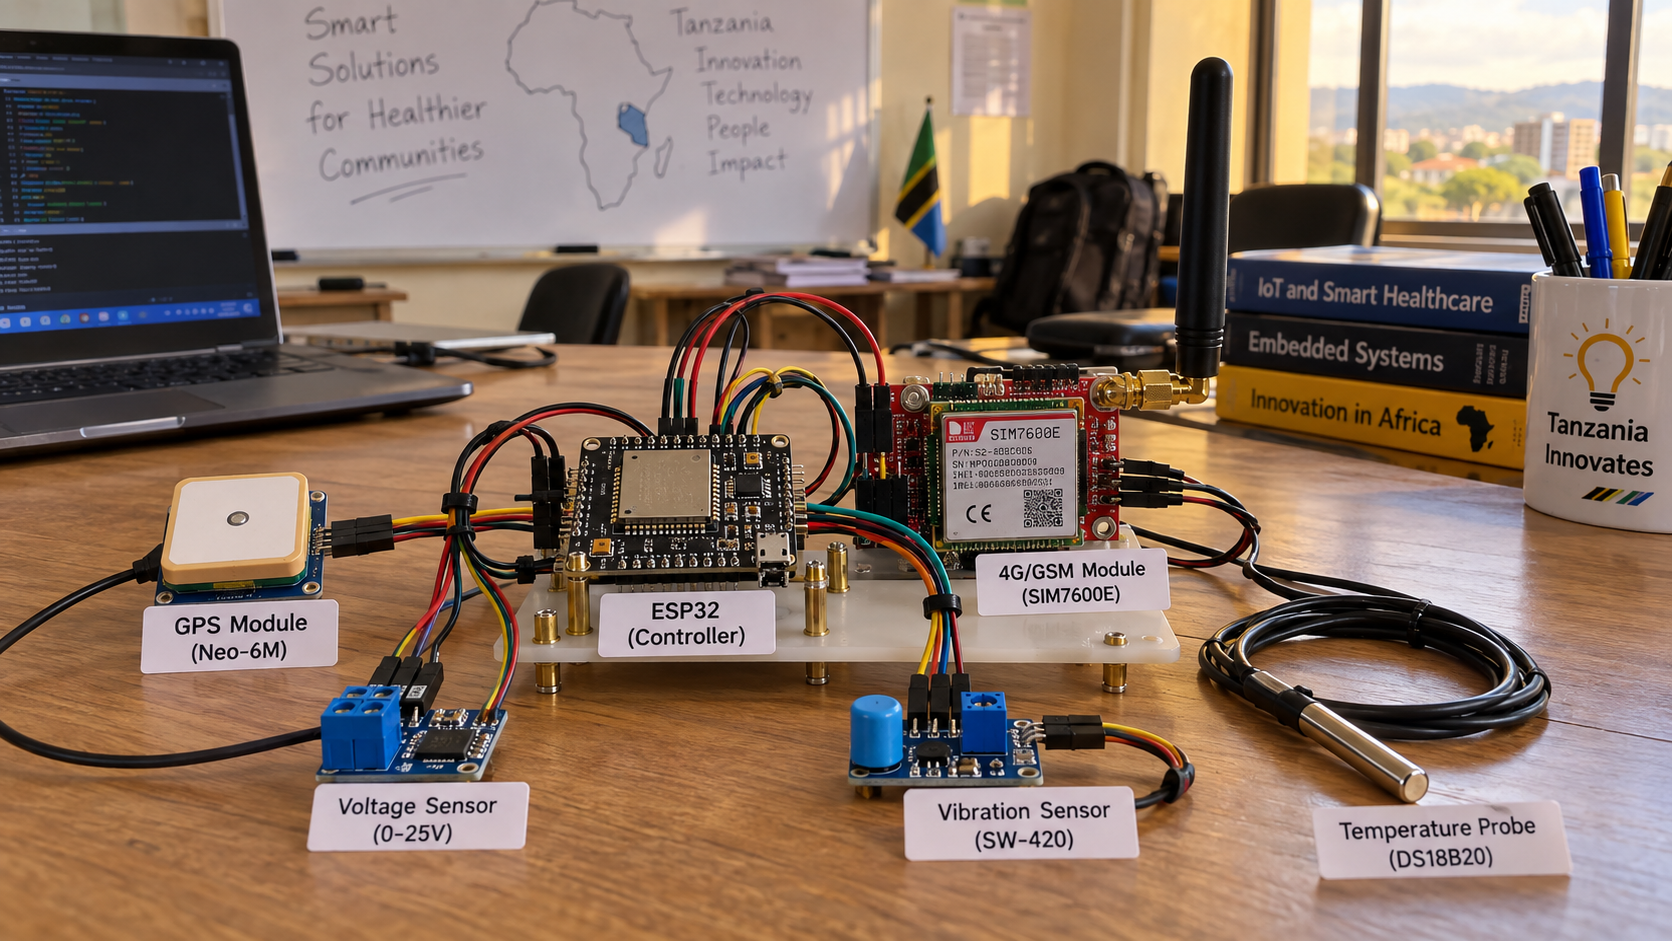 Smart
Solutions
for Healthier
Communities
Tanzania
Innovation
Technology
People
Impact
IoT and Smart Healthcare
Embedded Systems
Innovation in Africa
Tanzania
Innovates
SIM7600E
CE
GPS Module
(Neo-6M)
ESP32
(Controller)
4G/GSM Module
(SIM7600E)
Voltage Sensor
(0-25V)
Vibration Sensor
(SW-420)
Temperature Probe
(DS18B20)